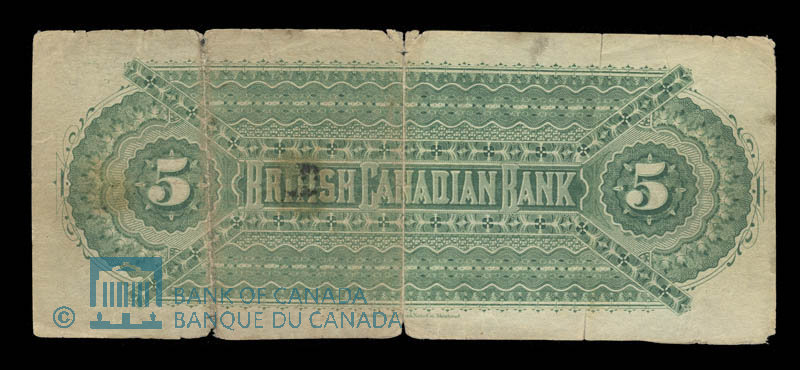 5 BRITISH CANADIAN BANK 5
© BANK OF CANADA
BANQUE DU CANADA